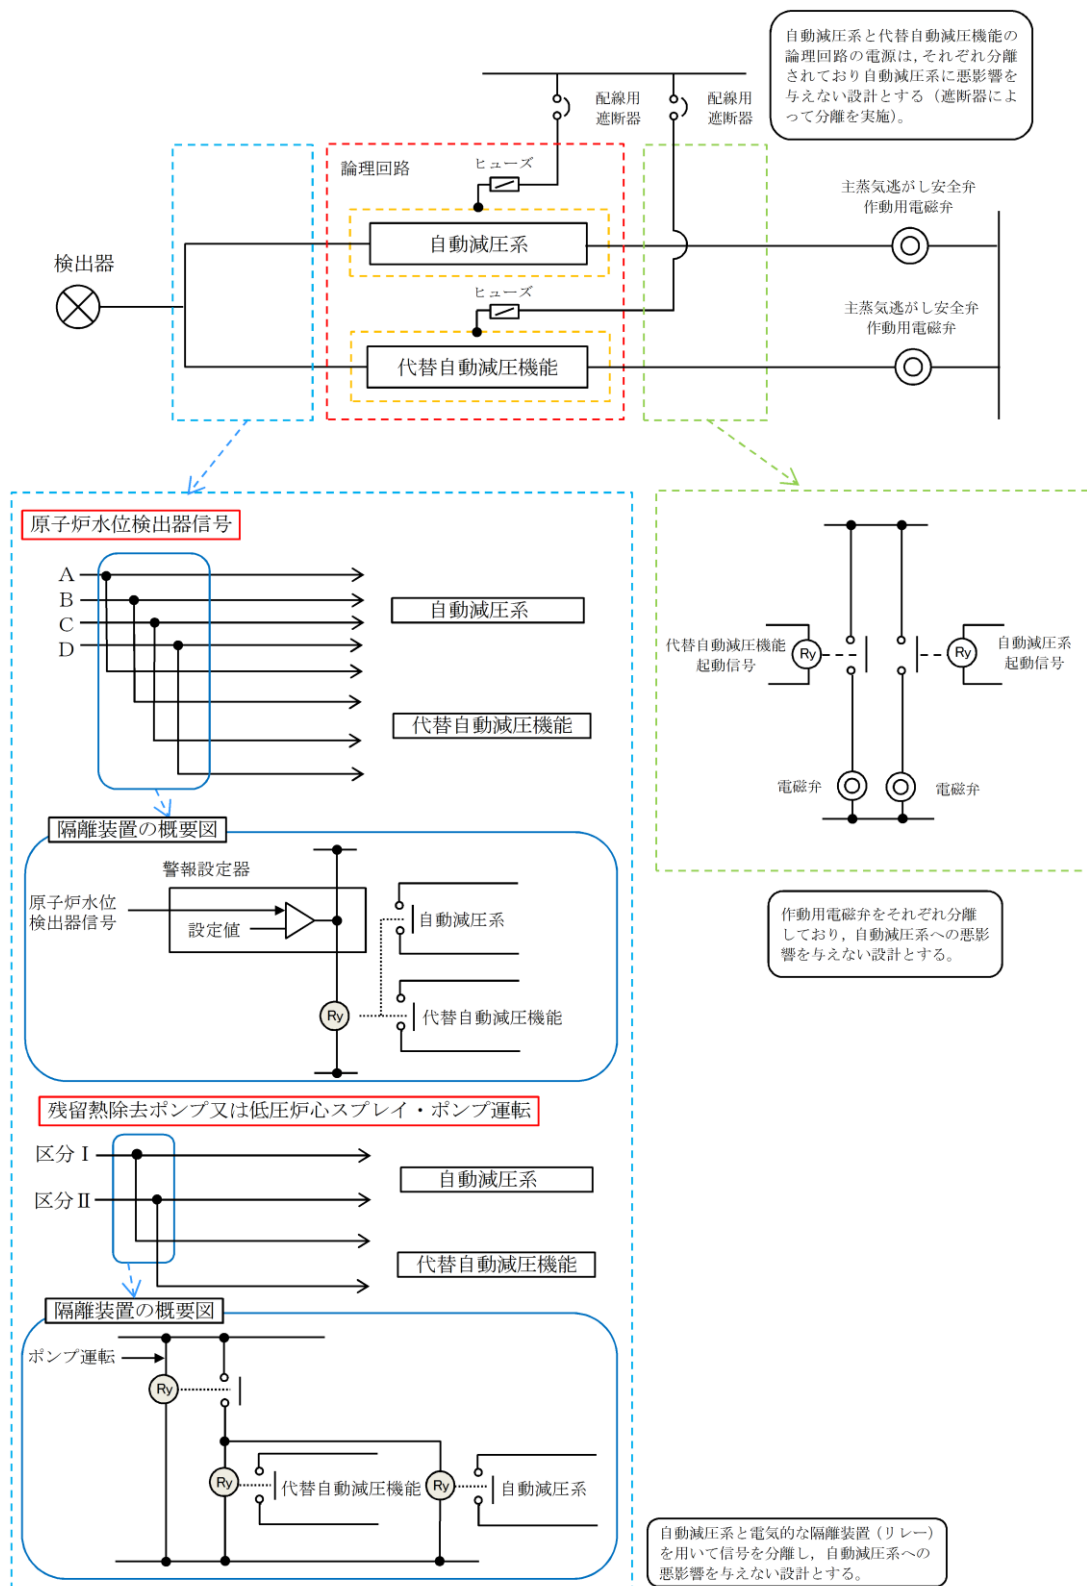 自動減圧系と代替自動減圧機能の
論理回路の電源は，それぞれ分離
されており自動減圧系に悪影響を
与えない設計とする（遮断器によ
って分離を実施）。
配線用
遮断器
配線用
遮断器
論理回路
ヒューズ
自動減圧系
主蒸気逃がし安全弁
作動用電磁弁
検出器
ヒューズ
代替自動減圧機能
主蒸気逃がし安全弁
作動用電磁弁
原子炉水位検出器信号
A
B
C
D
自動減圧系
代替自動減圧機能
隔離装置の概要図
警報設定器
原子炉水位
検出器信号
設定値
自動減圧系
Ry
代替自動減圧機能
残留熱除去ポンプ又は低圧炉心スプレイ・ポンプ運転
区分Ⅰ
区分Ⅱ
自動減圧系
代替自動減圧機能
隔離装置の概要図
ポンプ運転
Ry
Ry
代替自動減圧機能
Ry
自動減圧系
代替自動減圧機能
起動信号
Ry
Ry
自動減圧系
起動信号
電磁弁
電磁弁
作動用電磁弁をそれぞれ分離
しており，自動減圧系への悪影
響を与えない設計とする。
自動減圧系と電気的な隔離装置（リレー）
を用いて信号を分離し，自動減圧系への
悪影響を与えない設計とする。